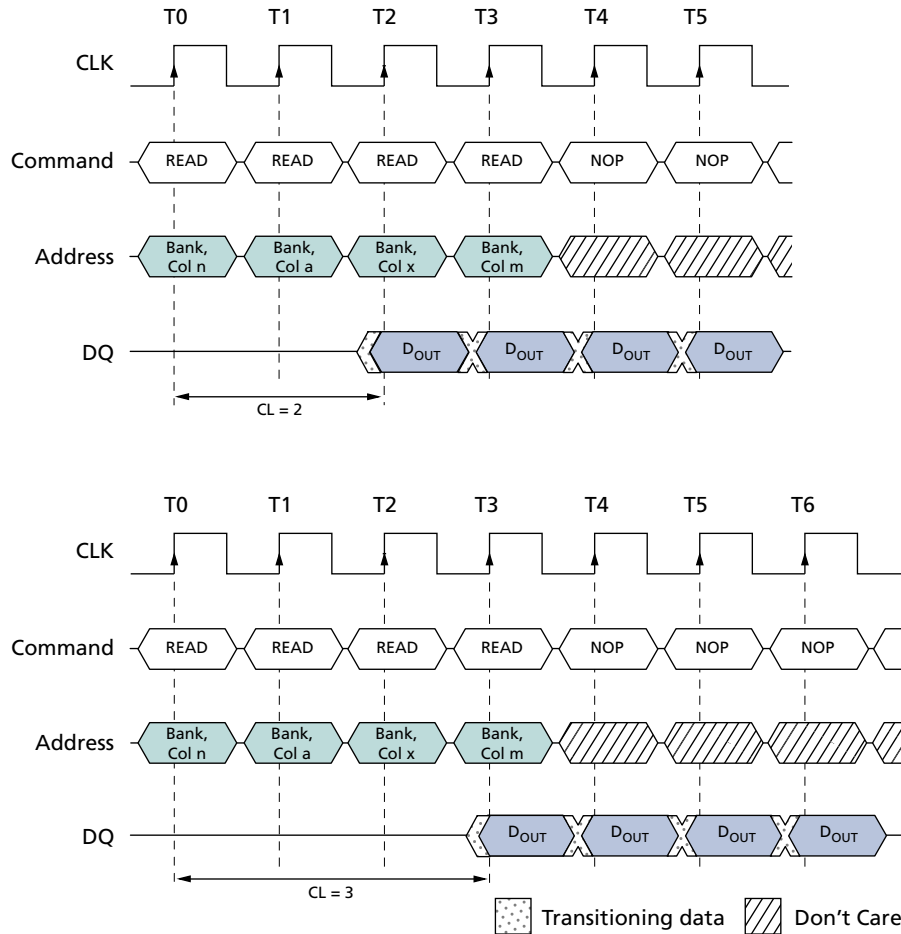 T0 T1 T2 T3 T4 T5
CLK
Command READ READ READ READ NOP NOP
Address Bank, Col n Bank, Col a Bank, Col x Bank, Col m
DQ DOUT DOUT DOUT DOUT
CL = 2
T0 T1 T2 T3 T4 T5 T6
CLK
Command READ READ READ READ NOP NOP NOP
Address Bank, Col n Bank, Col a Bank, Col x Bank, Col m
DQ DOUT DOUT DOUT DOUT
CL = 3
Transitioning data Don't Care